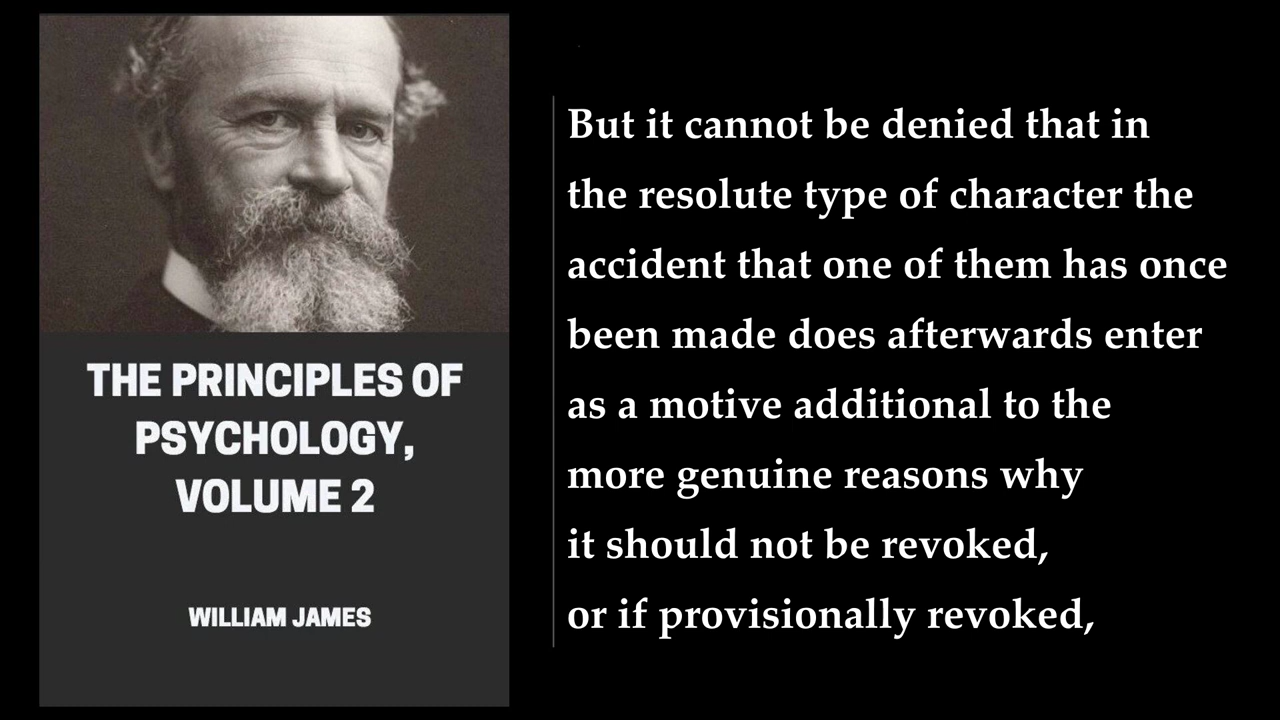 THE PRINCIPLES OF
PSYCHOLOGY,
VOLUME 2
WILLIAM JAMES
But it cannot be denied that in
the resolute type of character the
accident that one of them has once
been made does afterwards enter
as a motive additional to the
more genuine reasons why
it should not be revoked,
or if provisionally revoked,